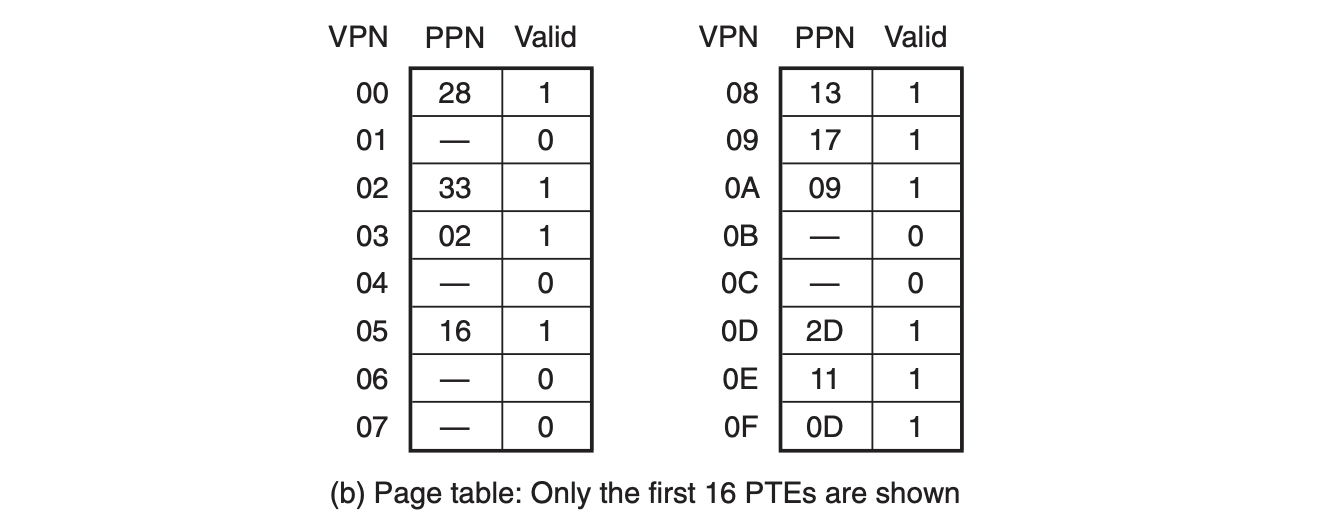 VPN PPN Valid VPN PPN Valid
00 28 1 08 13 1
01 — 0 09 17 1
02 33 1 0A 09 1
03 02 1 0B — 0
04 — 0 0C — 0
05 16 1 0D 2D 1
06 — 0 0E 11 1
07 — 0 0F 0D 1
(b) Page table: Only the first 16 PTEs are shown